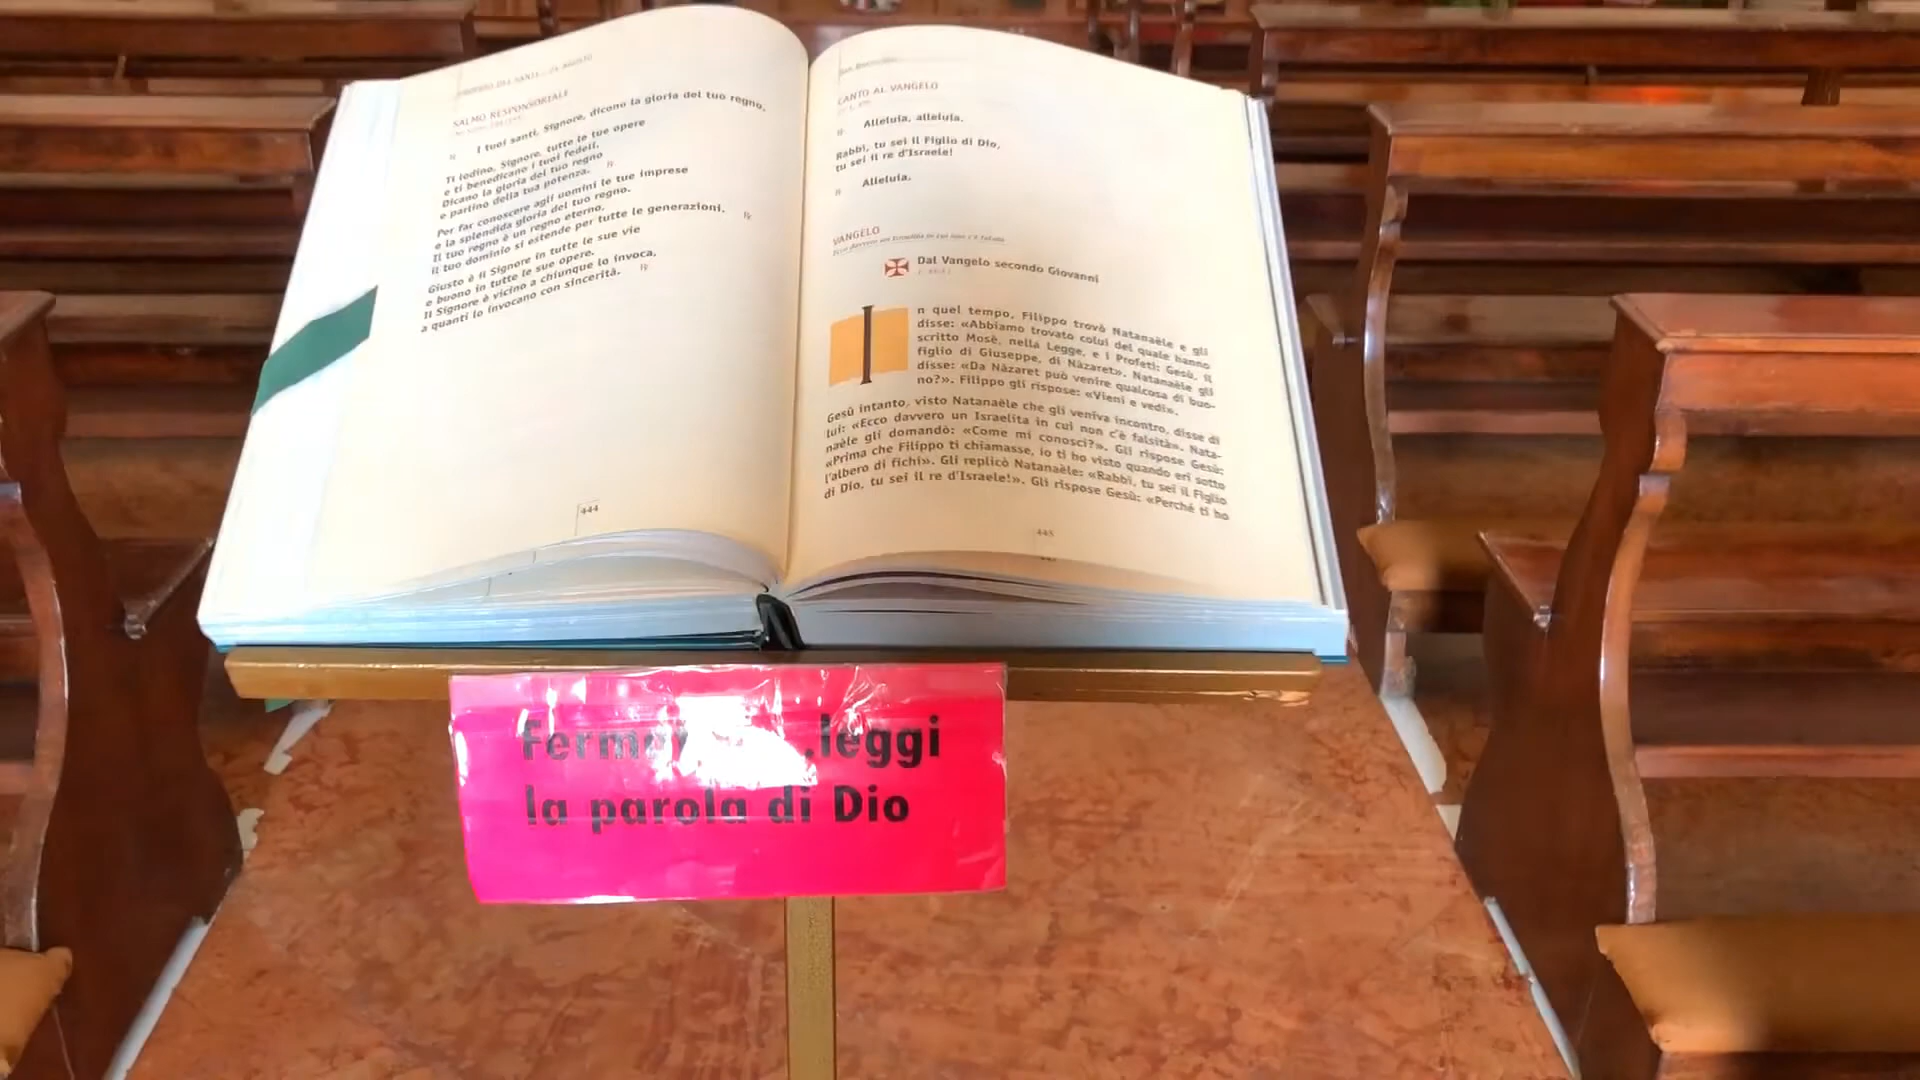 SALMO RESPONSORIALE
℟ I tuoi santi, Signore, dicono la gloria del tuo regno.
Ti lodino, Signore, tutte le tue opere
e ti benedicano i tuoi fedeli.
Dicano la gloria del tuo regno
e parlino della tua potenza. ℟
Per far conoscere agli uomini le tue imprese
e la splendida gloria del tuo regno.
Il tuo regno è un regno eterno,
il tuo dominio si estende per tutte le generazioni. ℟
Giusto è il Signore in tutte le sue vie
e buono in tutte le sue opere.
Il Signore è vicino a chiunque lo invoca,
a quanti lo invocano con sincerità. ℟
444
CANTO AL VANGELO
℟ Alleluia, alleluia.
Rabbì, tu sei il Figlio di Dio,
tu sei il re d'Israele!
℟ Alleluia.
VANGELO
Ecco davvero un Israelita in cui non c'è falsità
Dal Vangelo secondo Giovanni
In quel tempo, Filippo trovò Natanaèle e gli
disse: «Abbiamo trovato colui del quale hanno
scritto Mosè, nella Legge, e i Profeti: Gesù, il
figlio di Giuseppe, di Nàzaret». Natanaèle gli
disse: «Da Nàzaret può venire qualcosa di buo-
no?». Filippo gli rispose: «Vieni e vedi».
Gesù intanto, visto Natanaèle che gli veniva incontro, disse di
lui: «Ecco davvero un Israelita in cui non c'è falsità». Nata-
naèle gli domandò: «Come mi conosci?». Gli rispose Gesù:
«Prima che Filippo ti chiamasse, io ti ho visto quando eri sotto
l'albero di fichi». Gli replicò Natanaèle: «Rabbì, tu sei il Figlio
di Dio, tu sei il re d'Israele!». Gli rispose Gesù: «Perché ti ho
445
leggi
la parola di Dio